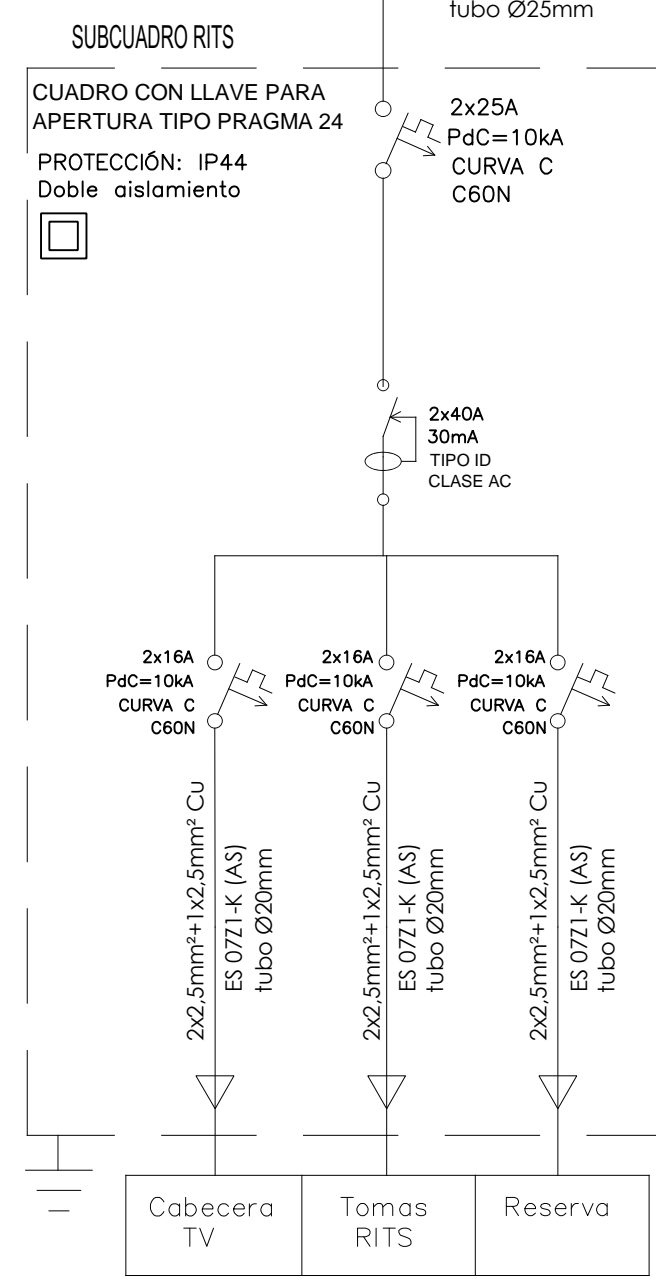 tubo Ø25mm
SUBCUADRO RITS
CUADRO CON LLAVE PARA
APERTURA TIPO PRAGMA 24
PROTECCIÓN: IP44
Doble aislamiento
2x25A
PdC=10kA
CURVA C
C60N
2x40A
30mA
TIPO ID
CLASE AC
2x16A
PdC=10kA
CURVA C
C60N
2x16A
PdC=10kA
CURVA C
C60N
2x16A
PdC=10kA
CURVA C
C60N
2x2,5mm²+1x2,5mm² Cu
ES 07Z1-K (AS)
tubo Ø20mm
2x2,5mm²+1x2,5mm² Cu
ES 07Z1-K (AS)
tubo Ø20mm
2x2,5mm²+1x2,5mm² Cu
ES 07Z1-K (AS)
tubo Ø20mm
Cabecera
TV
Tomas
RITS
Reserva